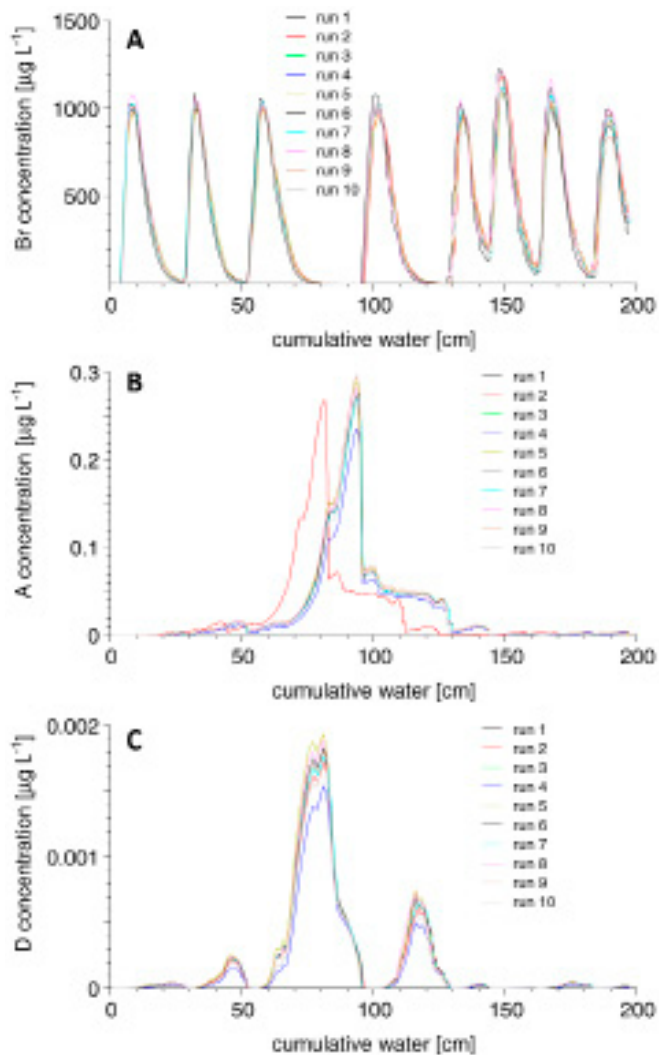 A
Br concentration [µg L⁻¹]
1500
1000
500
run 1
run 2
run 3
run 4
run 5
run 6
run 7
run 8
run 9
run 10
0 50 100 150 200
cumulative water [cm]
B
A concentration [µg L⁻¹]
0.3
0.2
0.1
0
run 1
run 2
run 3
run 4
run 5
run 6
run 7
run 8
run 9
run 10
0 50 100 150 200
cumulative water [cm]
C
D concentration [µg L⁻¹]
0.002
0.001
0
run 1
run 2
run 3
run 4
run 5
run 6
run 7
run 8
run 9
run 10
0 50 100 150 200
cumulative water [cm]